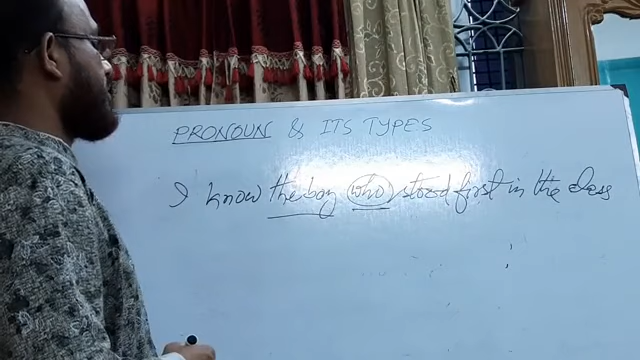 PRONOUN & ITS TYPES
I know the boy who stood first in the class